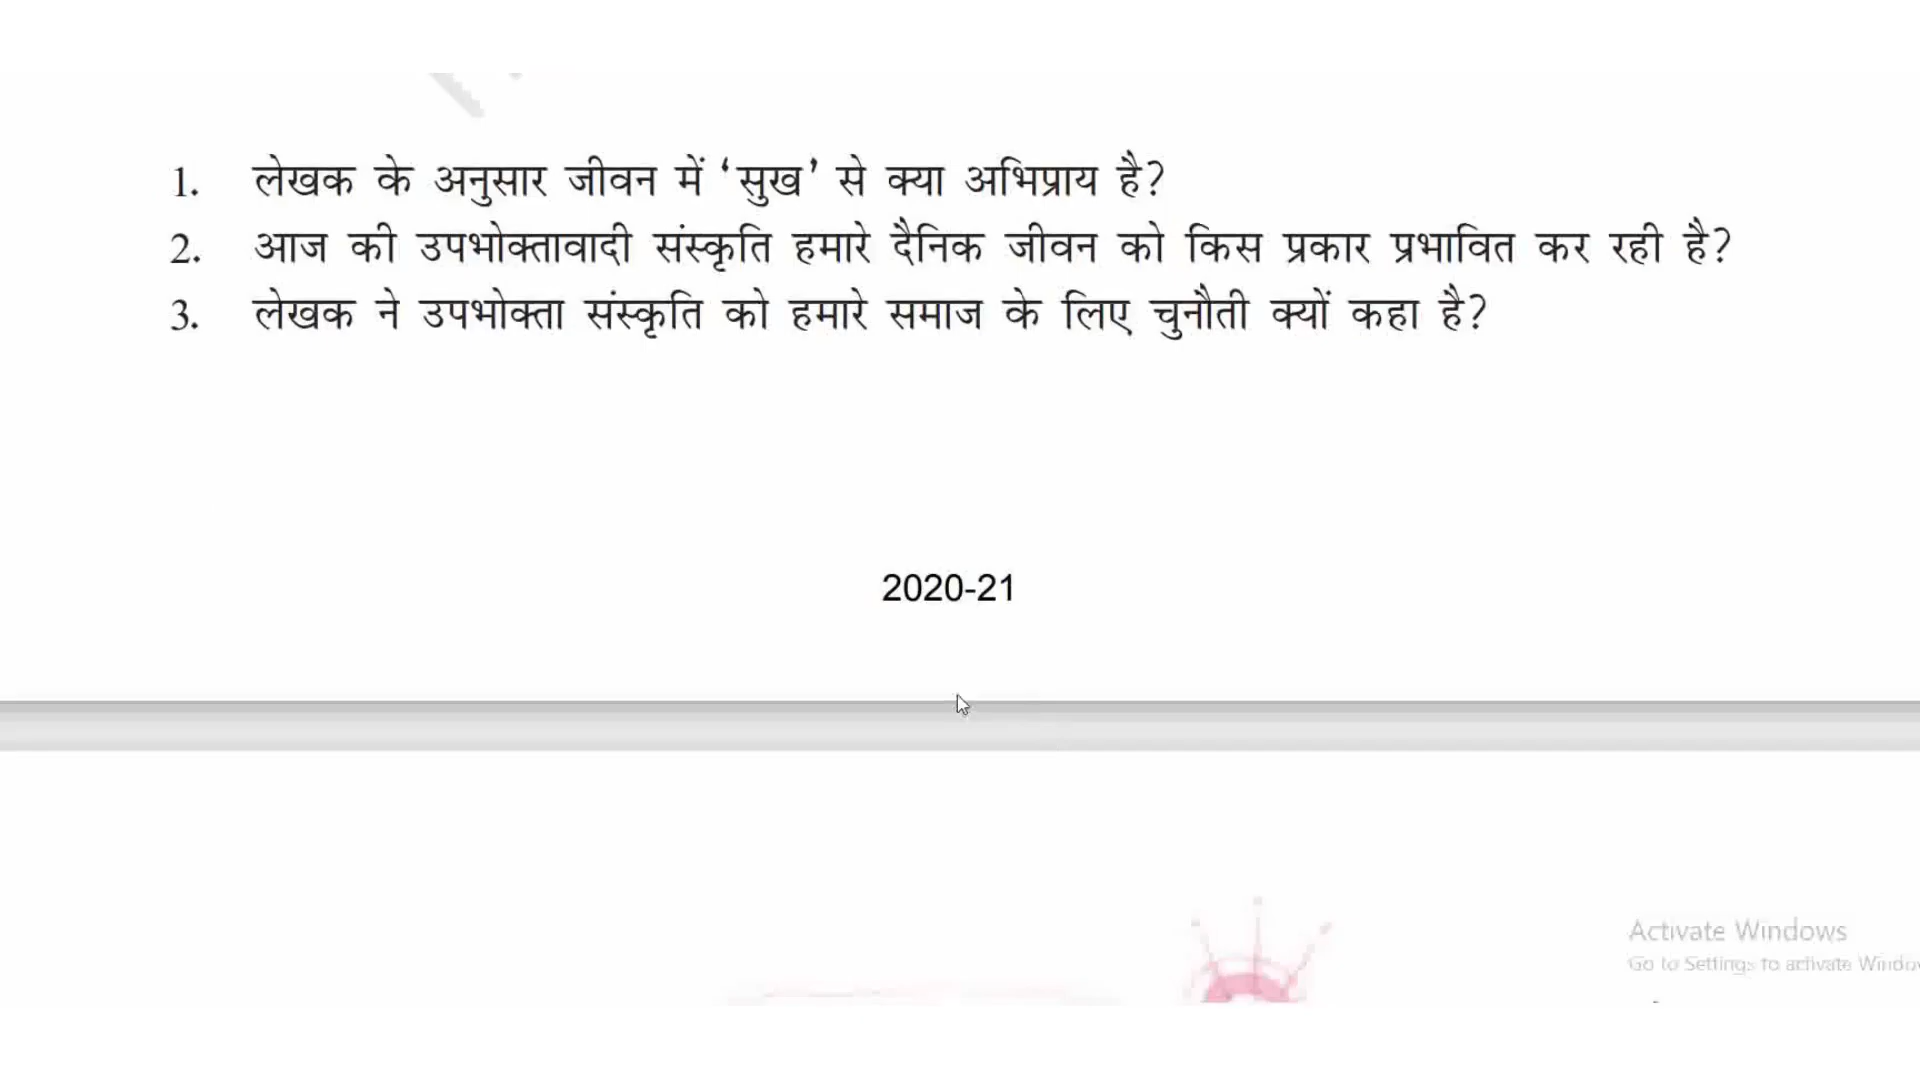 1. लेखक के अनुसार जीवन में ‘सुख’ से क्या अभिप्राय है?
2. आज की उपभोक्तावादी संस्कृति हमारे दैनिक जीवन को किस प्रकार प्रभावित कर रही है?
3. लेखक ने उपभोक्ता संस्कृति को हमारे समाज के लिए चुनौती क्यों कहा है?
2020-21
Activate Windows
Go to Settings to activate Window